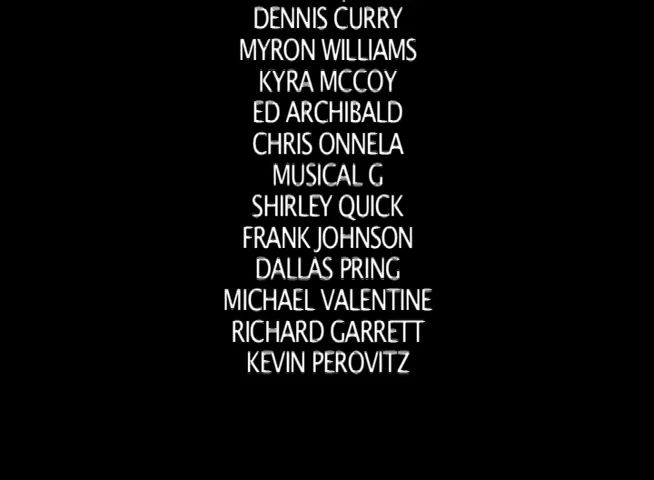 DENNIS CURRY
MYRON WILLIAMS
KYRA MCCOY
ED ARCHIBALD
CHRIS ONNELA
MUSICAL G
SHIRLEY QUICK
FRANK JOHNSON
DALLAS PRING
MICHAEL VALENTINE
RICHARD GARRETT
KEVIN PEROVITZ